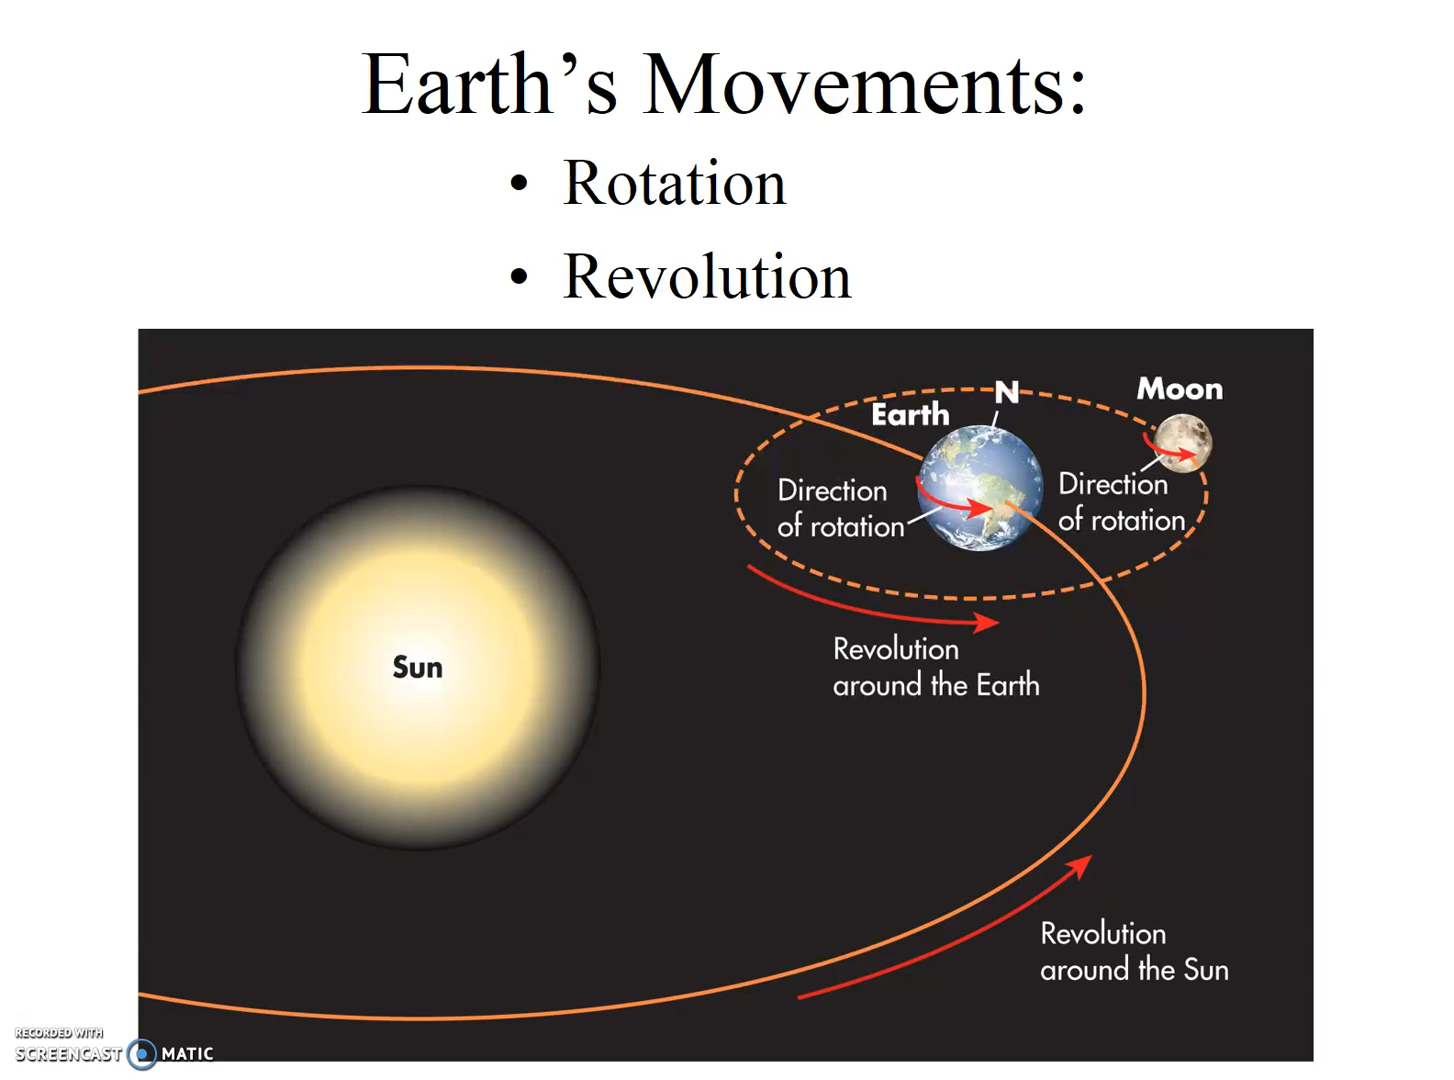 Earth’s Movements:
• Rotation
• Revolution
N
Moon
Earth
Direction
of rotation
Direction
of rotation
Revolution
around the Earth
Sun
Revolution
around the Sun
RECORDED WITH
SCREENCAST MATIC